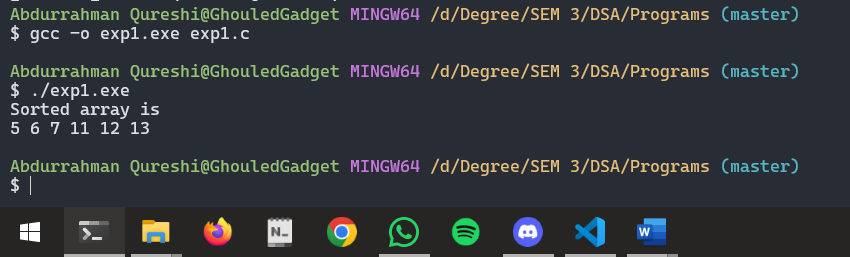 Abdurrahman Qureshi@GhouledGadget MINGW64 /d/Degree/SEM 3/DSA/Programs (master)
$ gcc -o exp1.exe exp1.c
Abdurrahman Qureshi@GhouledGadget MINGW64 /d/Degree/SEM 3/DSA/Programs (master)
$ ./exp1.exe
Sorted array is
5 6 7 11 12 13
Abdurrahman Qureshi@GhouledGadget MINGW64 /d/Degree/SEM 3/DSA/Programs (master)
$
N
W